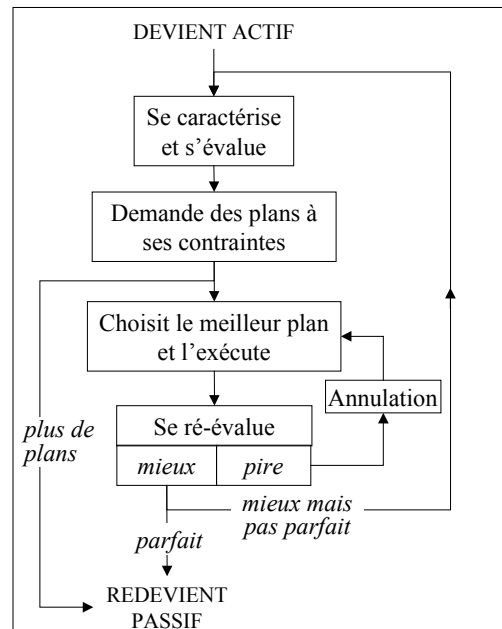 DEVIENT ACTIF
Se caractérise
et s’évalue
Demande des plans à
ses contraintes
Choisit le meilleur plan
et l’exécute
Annulation
Se ré-évalue
mieux
pire
plus de
plans
mieux mais
pas parfait
parfait
REDEVIENT
PASSIF